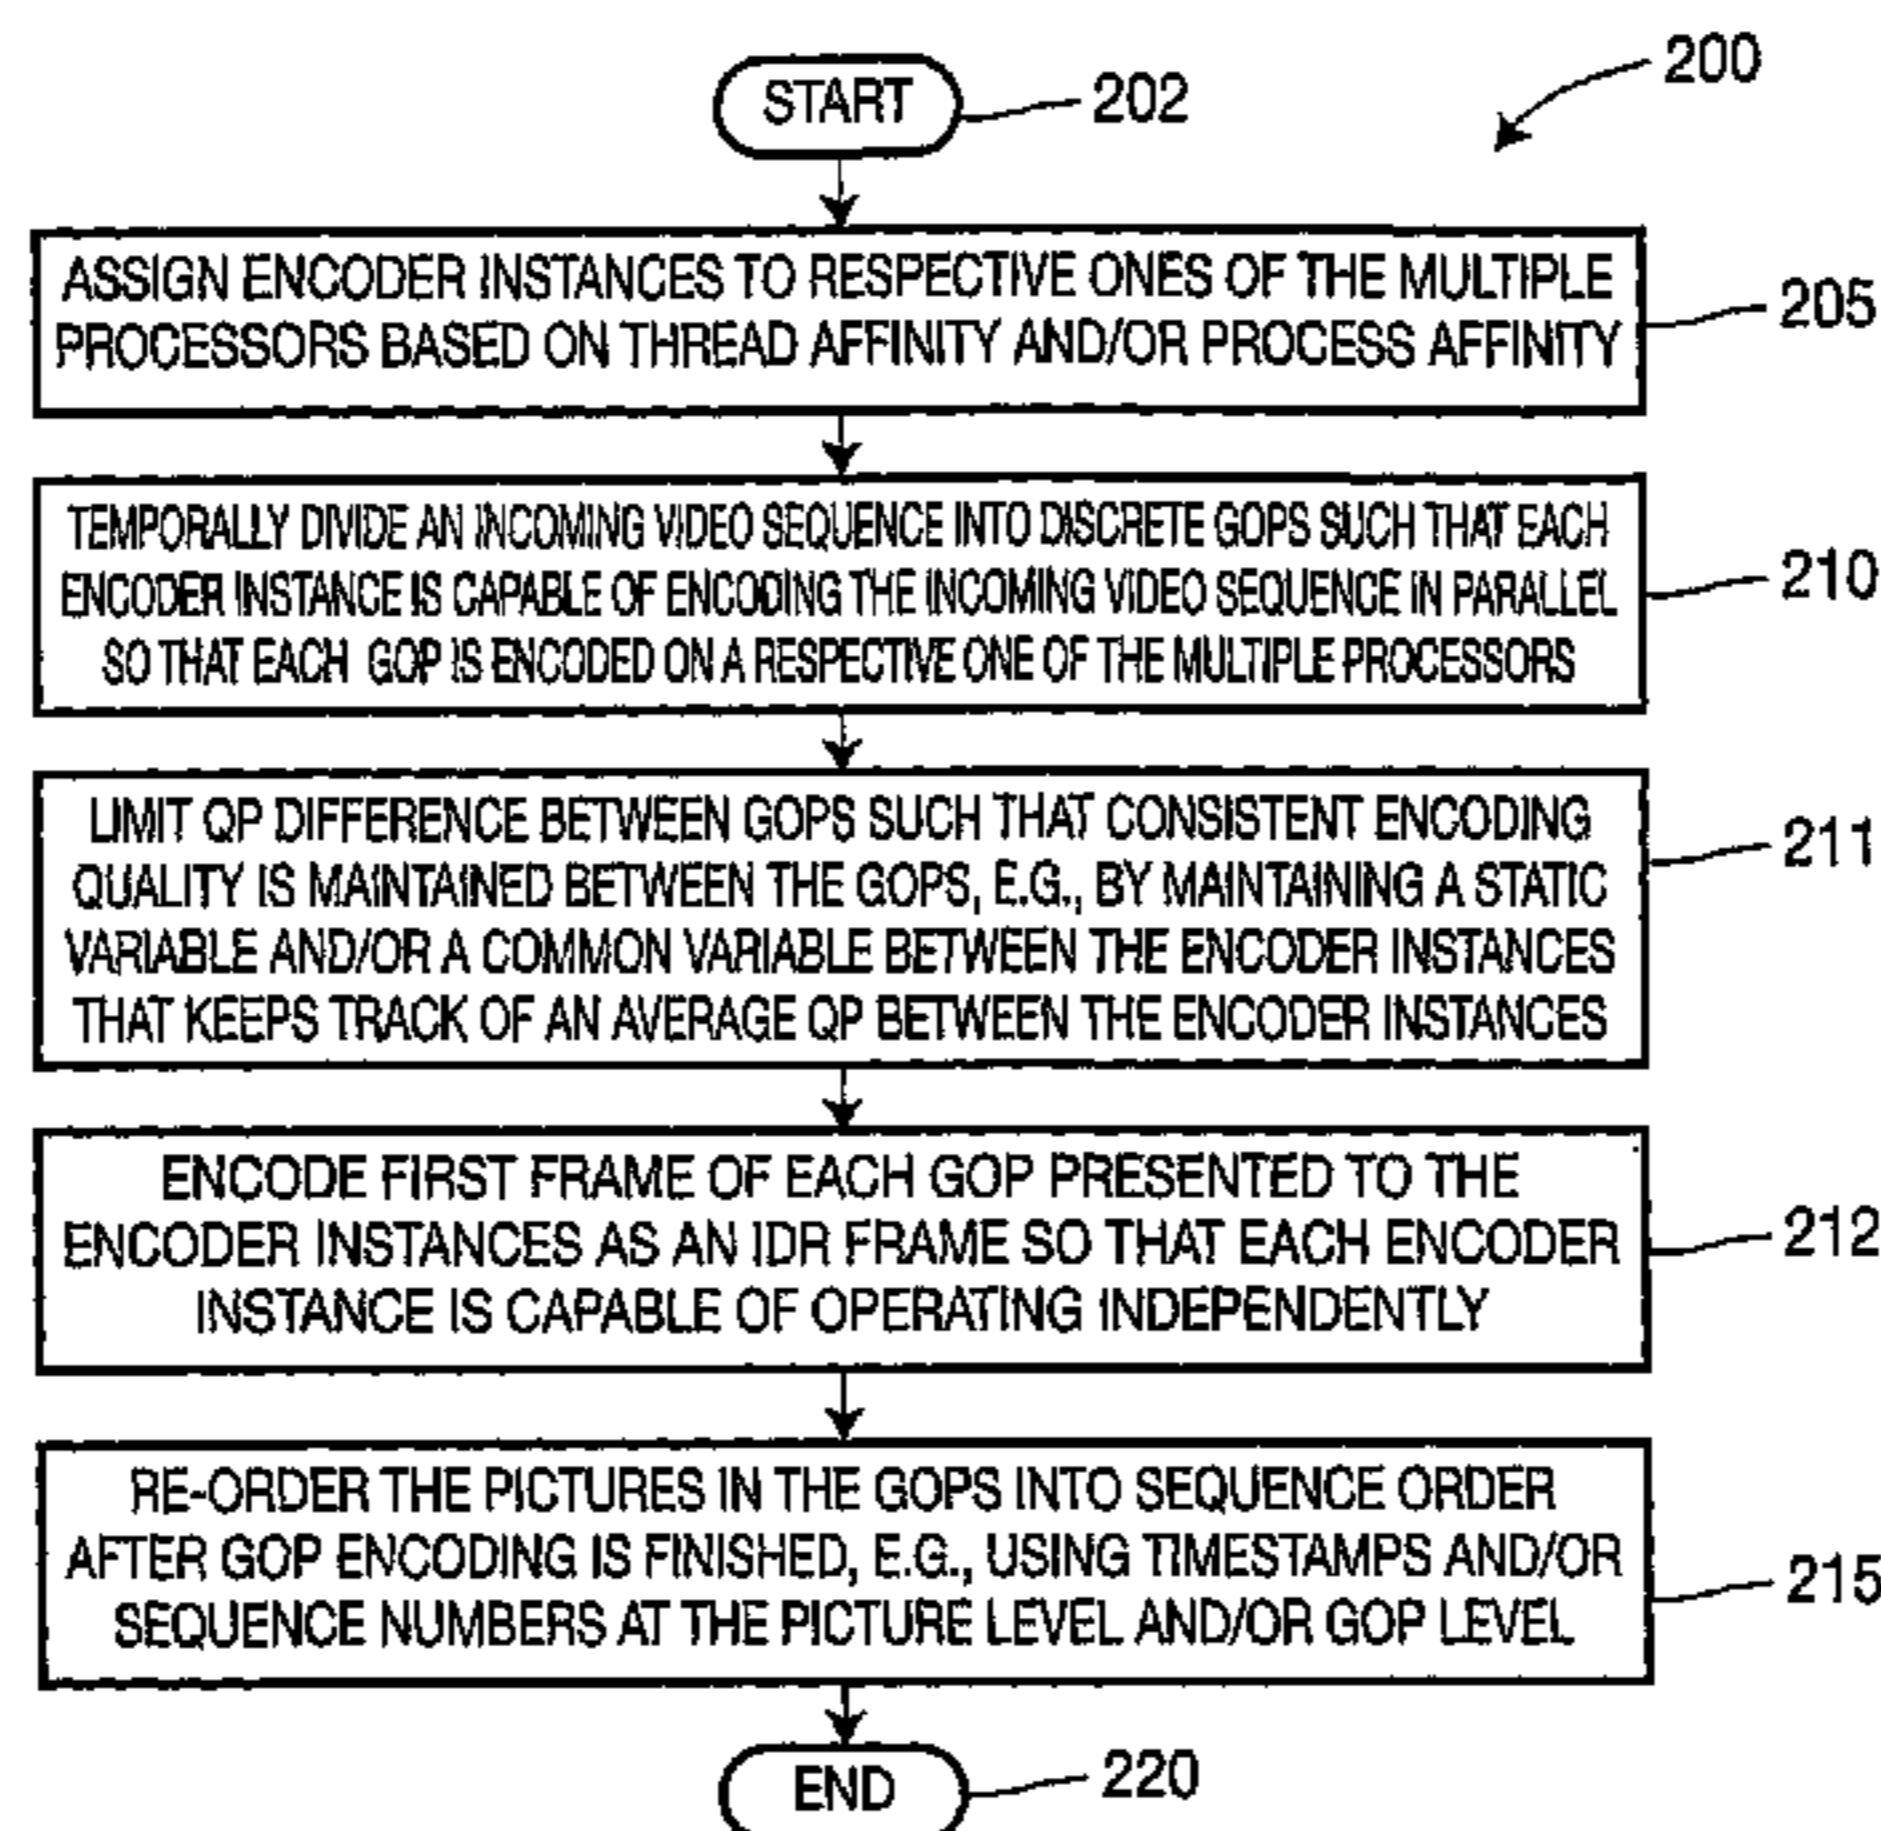 200
START
202
ASSIGN ENCODER INSTANCES TO RESPECTIVE ONES OF THE MULTIPLE
PROCESSORS BASED ON THREAD AFFINITY AND/OR PROCESS AFFINITY
205
TEMPORALLY DIVIDE AN INCOMING VIDEO SEQUENCE INTO DISCRETE GOPS SUCH THAT EACH
ENCODER INSTANCE IS CAPABLE OF ENCODING THE INCOMING VIDEO SEQUENCE IN PARALLEL
SO THAT EACH GOP IS ENCODED ON A RESPECTIVE ONE OF THE MULTIPLE PROCESSORS
210
LIMIT QP DIFFERENCE BETWEEN GOPS SUCH THAT CONSISTENT ENCODING
QUALITY IS MAINTAINED BETWEEN THE GOPS, E.G., BY MAINTAINING A STATIC
VARIABLE AND/OR A COMMON VARIABLE BETWEEN THE ENCODER INSTANCES
THAT KEEPS TRACK OF AN AVERAGE QP BETWEEN THE ENCODER INSTANCES
211
ENCODE FIRST FRAME OF EACH GOP PRESENTED TO THE
ENCODER INSTANCES AS AN IDR FRAME SO THAT EACH ENCODER
INSTANCE IS CAPABLE OF OPERATING INDEPENDENTLY
212
RE-ORDER THE PICTURES IN THE GOPS INTO SEQUENCE ORDER
AFTER GOP ENCODING IS FINISHED, E.G., USING TIMESTAMPS AND/OR
SEQUENCE NUMBERS AT THE PICTURE LEVEL AND/OR GOP LEVEL
215
END
220